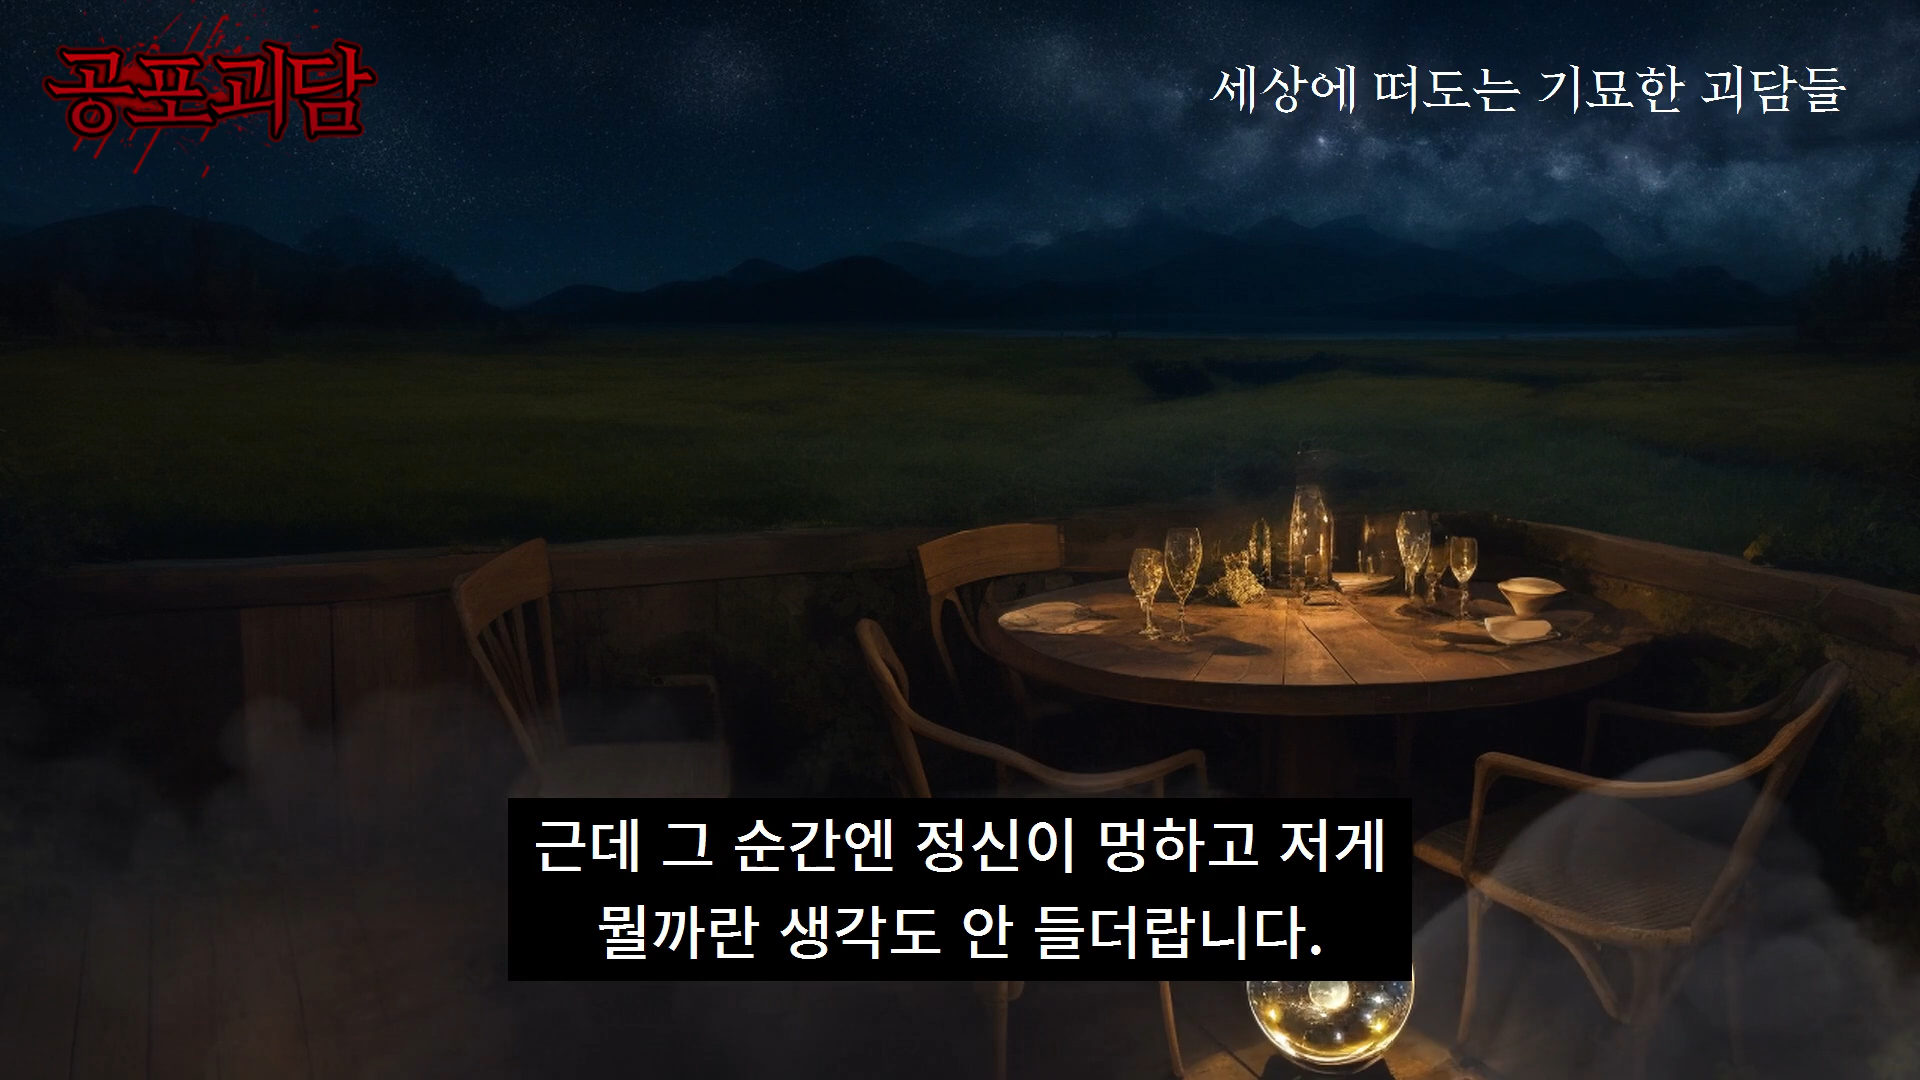 공포괴담
세상에 떠도는 기묘한 괴담들
근데 그 순간엔 정신이 멍하고 저게
뭘까란 생각도 안 들더랍니다.